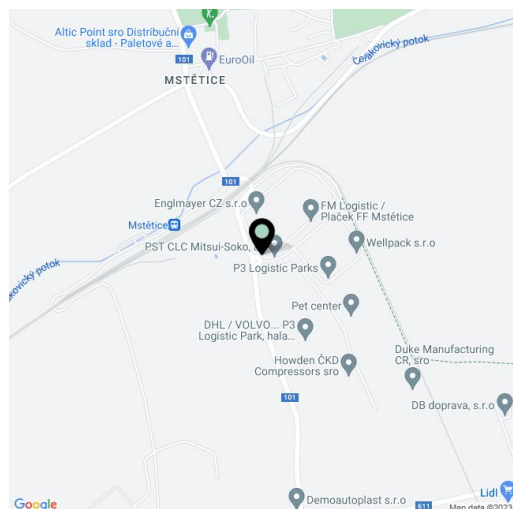 Altic Point sro Distribuční
sklad - Paletové a...
EuroOil
101
MSTĚTICE
potok
101
Englmayer CZ s.r.o
FM Logistic /
Plaček FF Mstětice
Mstětice
Wellpack s.r.o
PST CLC Mitsui-Soko, s
P3 Logistic Parks
potok
Pet center
DHL / VOLVO... P3
Logistic Park, hala...
Duke Manufacturing
CR, sro
Howden ČKD
Compressors sro
101
DB doprava, s.r.o
Lidl
Demoautoplast s.r.o
611
Google
Map data ©2023